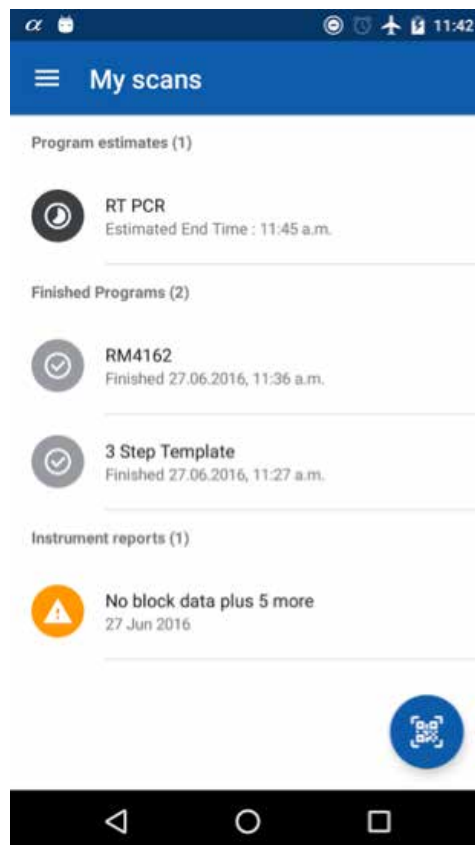 α 11:42
My scans
Program estimates (1)
RT PCR
Estimated End Time : 11:45 a.m.
Finished Programs (2)
RM4162
Finished 27.06.2016, 11:36 a.m.
3 Step Template
Finished 27.06.2016, 11:27 a.m.
Instrument reports (1)
No block data plus 5 more
27 Jun 2016